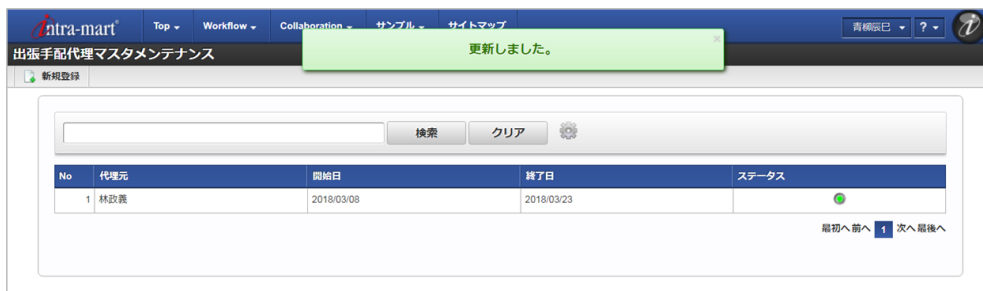 intra-mart® Top Workflow Collaboration サンプル サイトマップ 青柳辰巳 ?
更新しました。 ×
出張手配代理マスタメンテナンス
新規登録
検索 クリア
No 代理元 開始日 終了日 ステータス
1 林政義 2018/03/08 2018/03/23
最初へ 前へ 1 次へ 最後へ